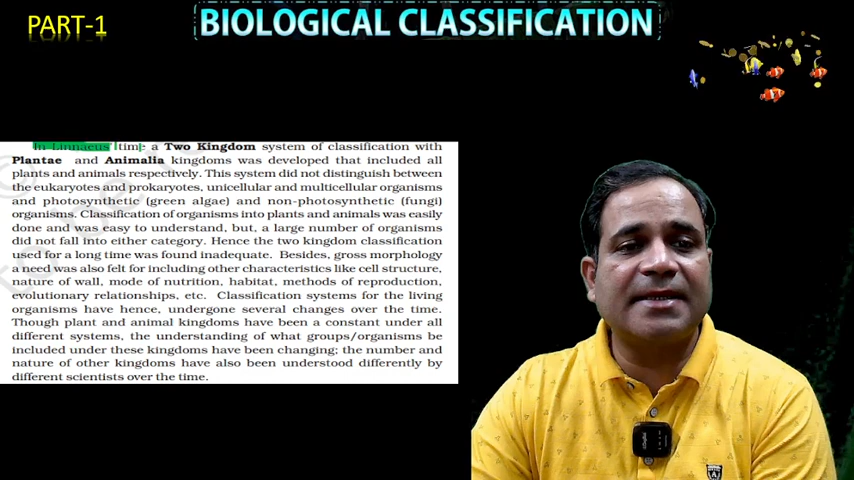 PART-1
BIOLOGICAL CLASSIFICATION
In Linnaeus' time a Two Kingdom system of classification with
Plantae and Animalia kingdoms was developed that included all
plants and animals respectively. This system did not distinguish between
the eukaryotes and prokaryotes, unicellular and multicellular organisms
and photosynthetic (green algae) and non-photosynthetic (fungi)
organisms. Classification of organisms into plants and animals was easily
done and was easy to understand, but, a large number of organisms
did not fall into either category. Hence the two kingdom classification
used for a long time was found inadequate. Besides, gross morphology
a need was also felt for including other characteristics like cell structure,
nature of wall, mode of nutrition, habitat, methods of reproduction,
evolutionary relationships, etc. Classification systems for the living
organisms have hence, undergone several changes over the time.
Though plant and animal kingdoms have been a constant under all
different systems, the understanding of what groups/organisms be
included under these kingdoms have been changing; the number and
nature of other kingdoms have also been understood differently by
different scientists over the time.